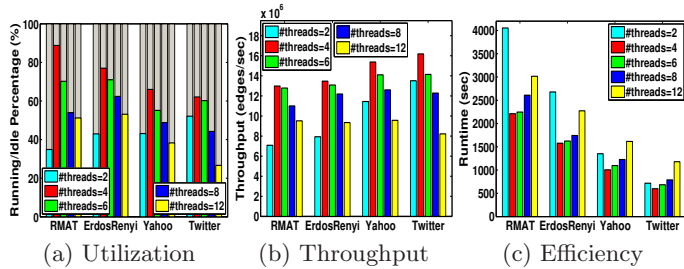 Running/Idle Percentage (%)
100
80
60
40
20
0
#threads=2
#threads=4
#threads=6
#threads=8
#threads=12
RMAT ErdosRenyi Yahoo Twitter
(a) Utilization
x 10⁶
Throughput (edges/sec)
18
16
14
12
10
8
6
4
2
0
#threads=2
#threads=4
#threads=6
#threads=8
#threads=12
RMAT ErdosRenyi Yahoo Twitter
(b) Throughput
Runtime (sec)
4000
3500
3000
2500
2000
1500
1000
500
0
#threads=2
#threads=4
#threads=6
#threads=8
#threads=12
RMAT ErdosRenyi Yahoo Twitter
(c) Efficiency